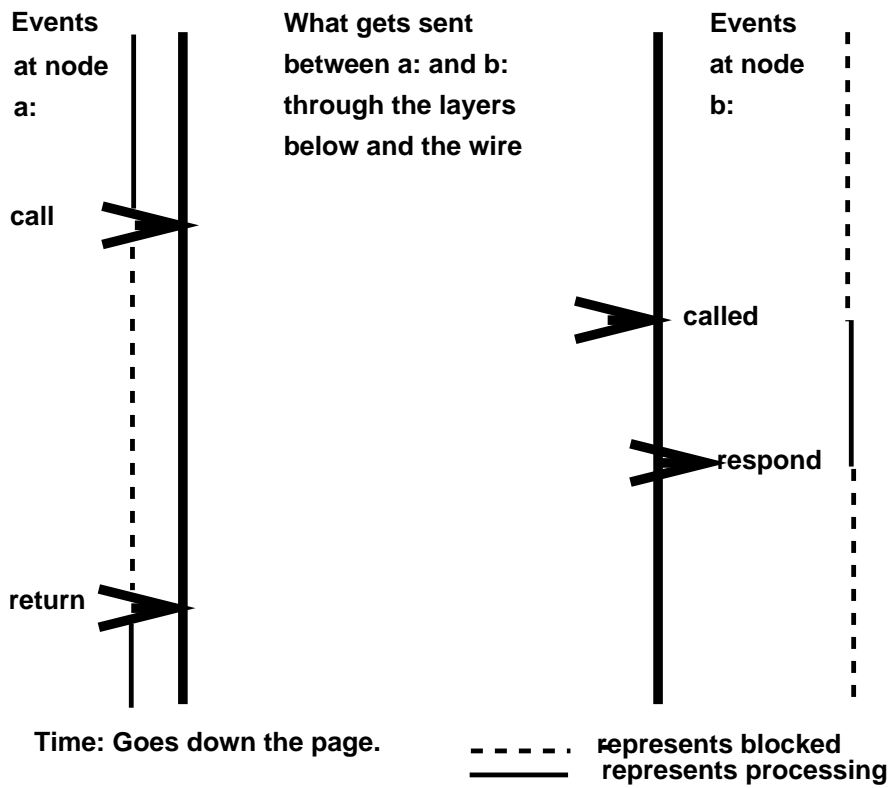 Events
at node
a:
What gets sent
between a: and b:
through the layers
below and the wire
Events
at node
b:
call
called
respond
return
Time: Goes down the page.
represents blocked
represents processing